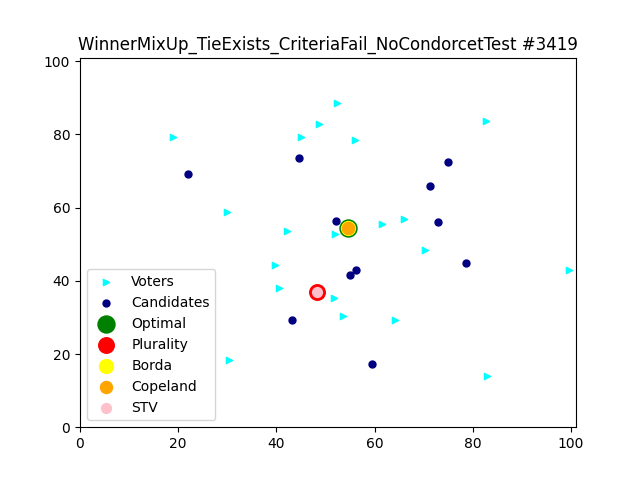 WinnerMixUp_TieExists_CriteriaFail_NoCondorcetTest #3419
100
80
60
40
20
0
Voters
Candidates
Optimal
Plurality
Borda
Copeland
STV
0 20 40 60 80 100